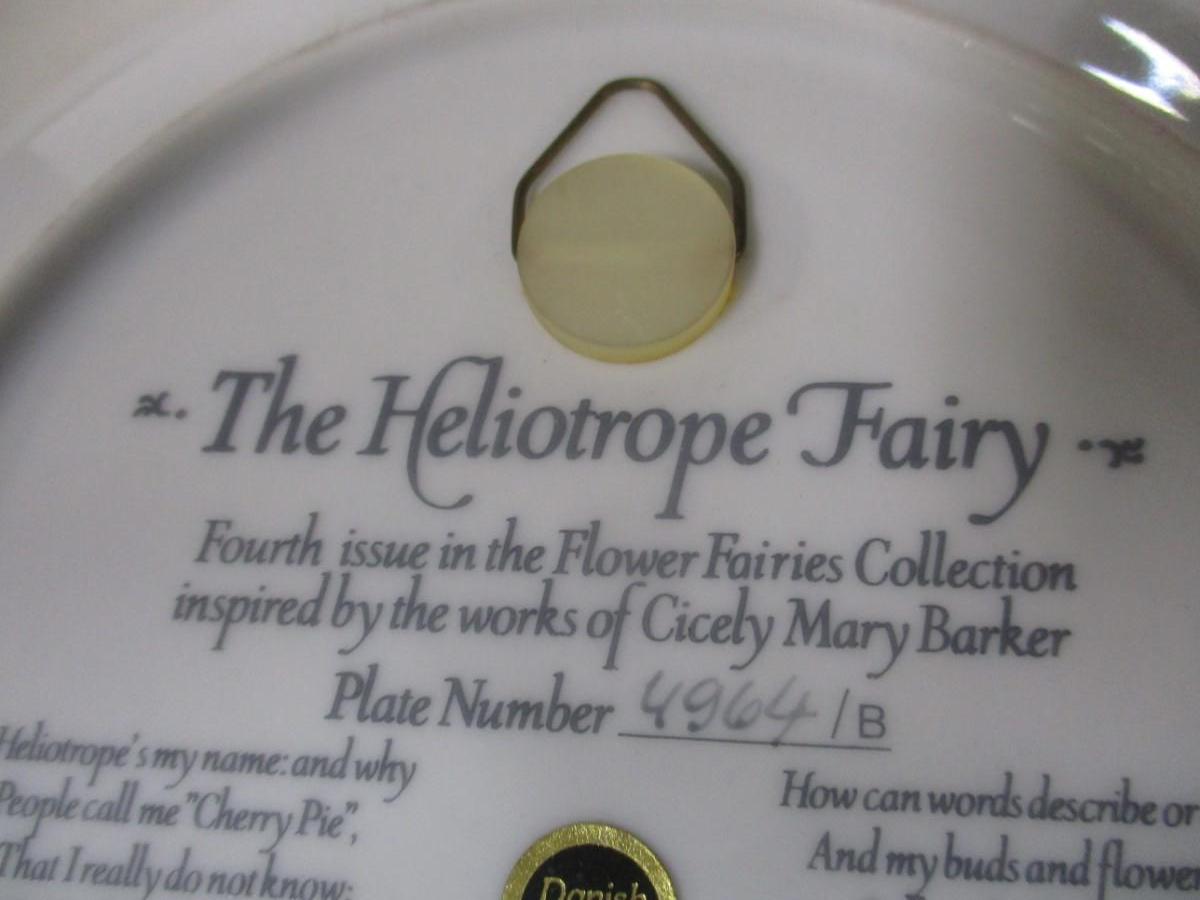 The Heliotrope Fairy
Fourth issue in the Flower Fairies Collection
inspired by the works of Cicely Mary Barker
Plate Number 4964/B
Heliotrope's my name: and why
People call me "Cherry Pie",
That I really do not know:
How can words describe or
And my buds and flower
Danish